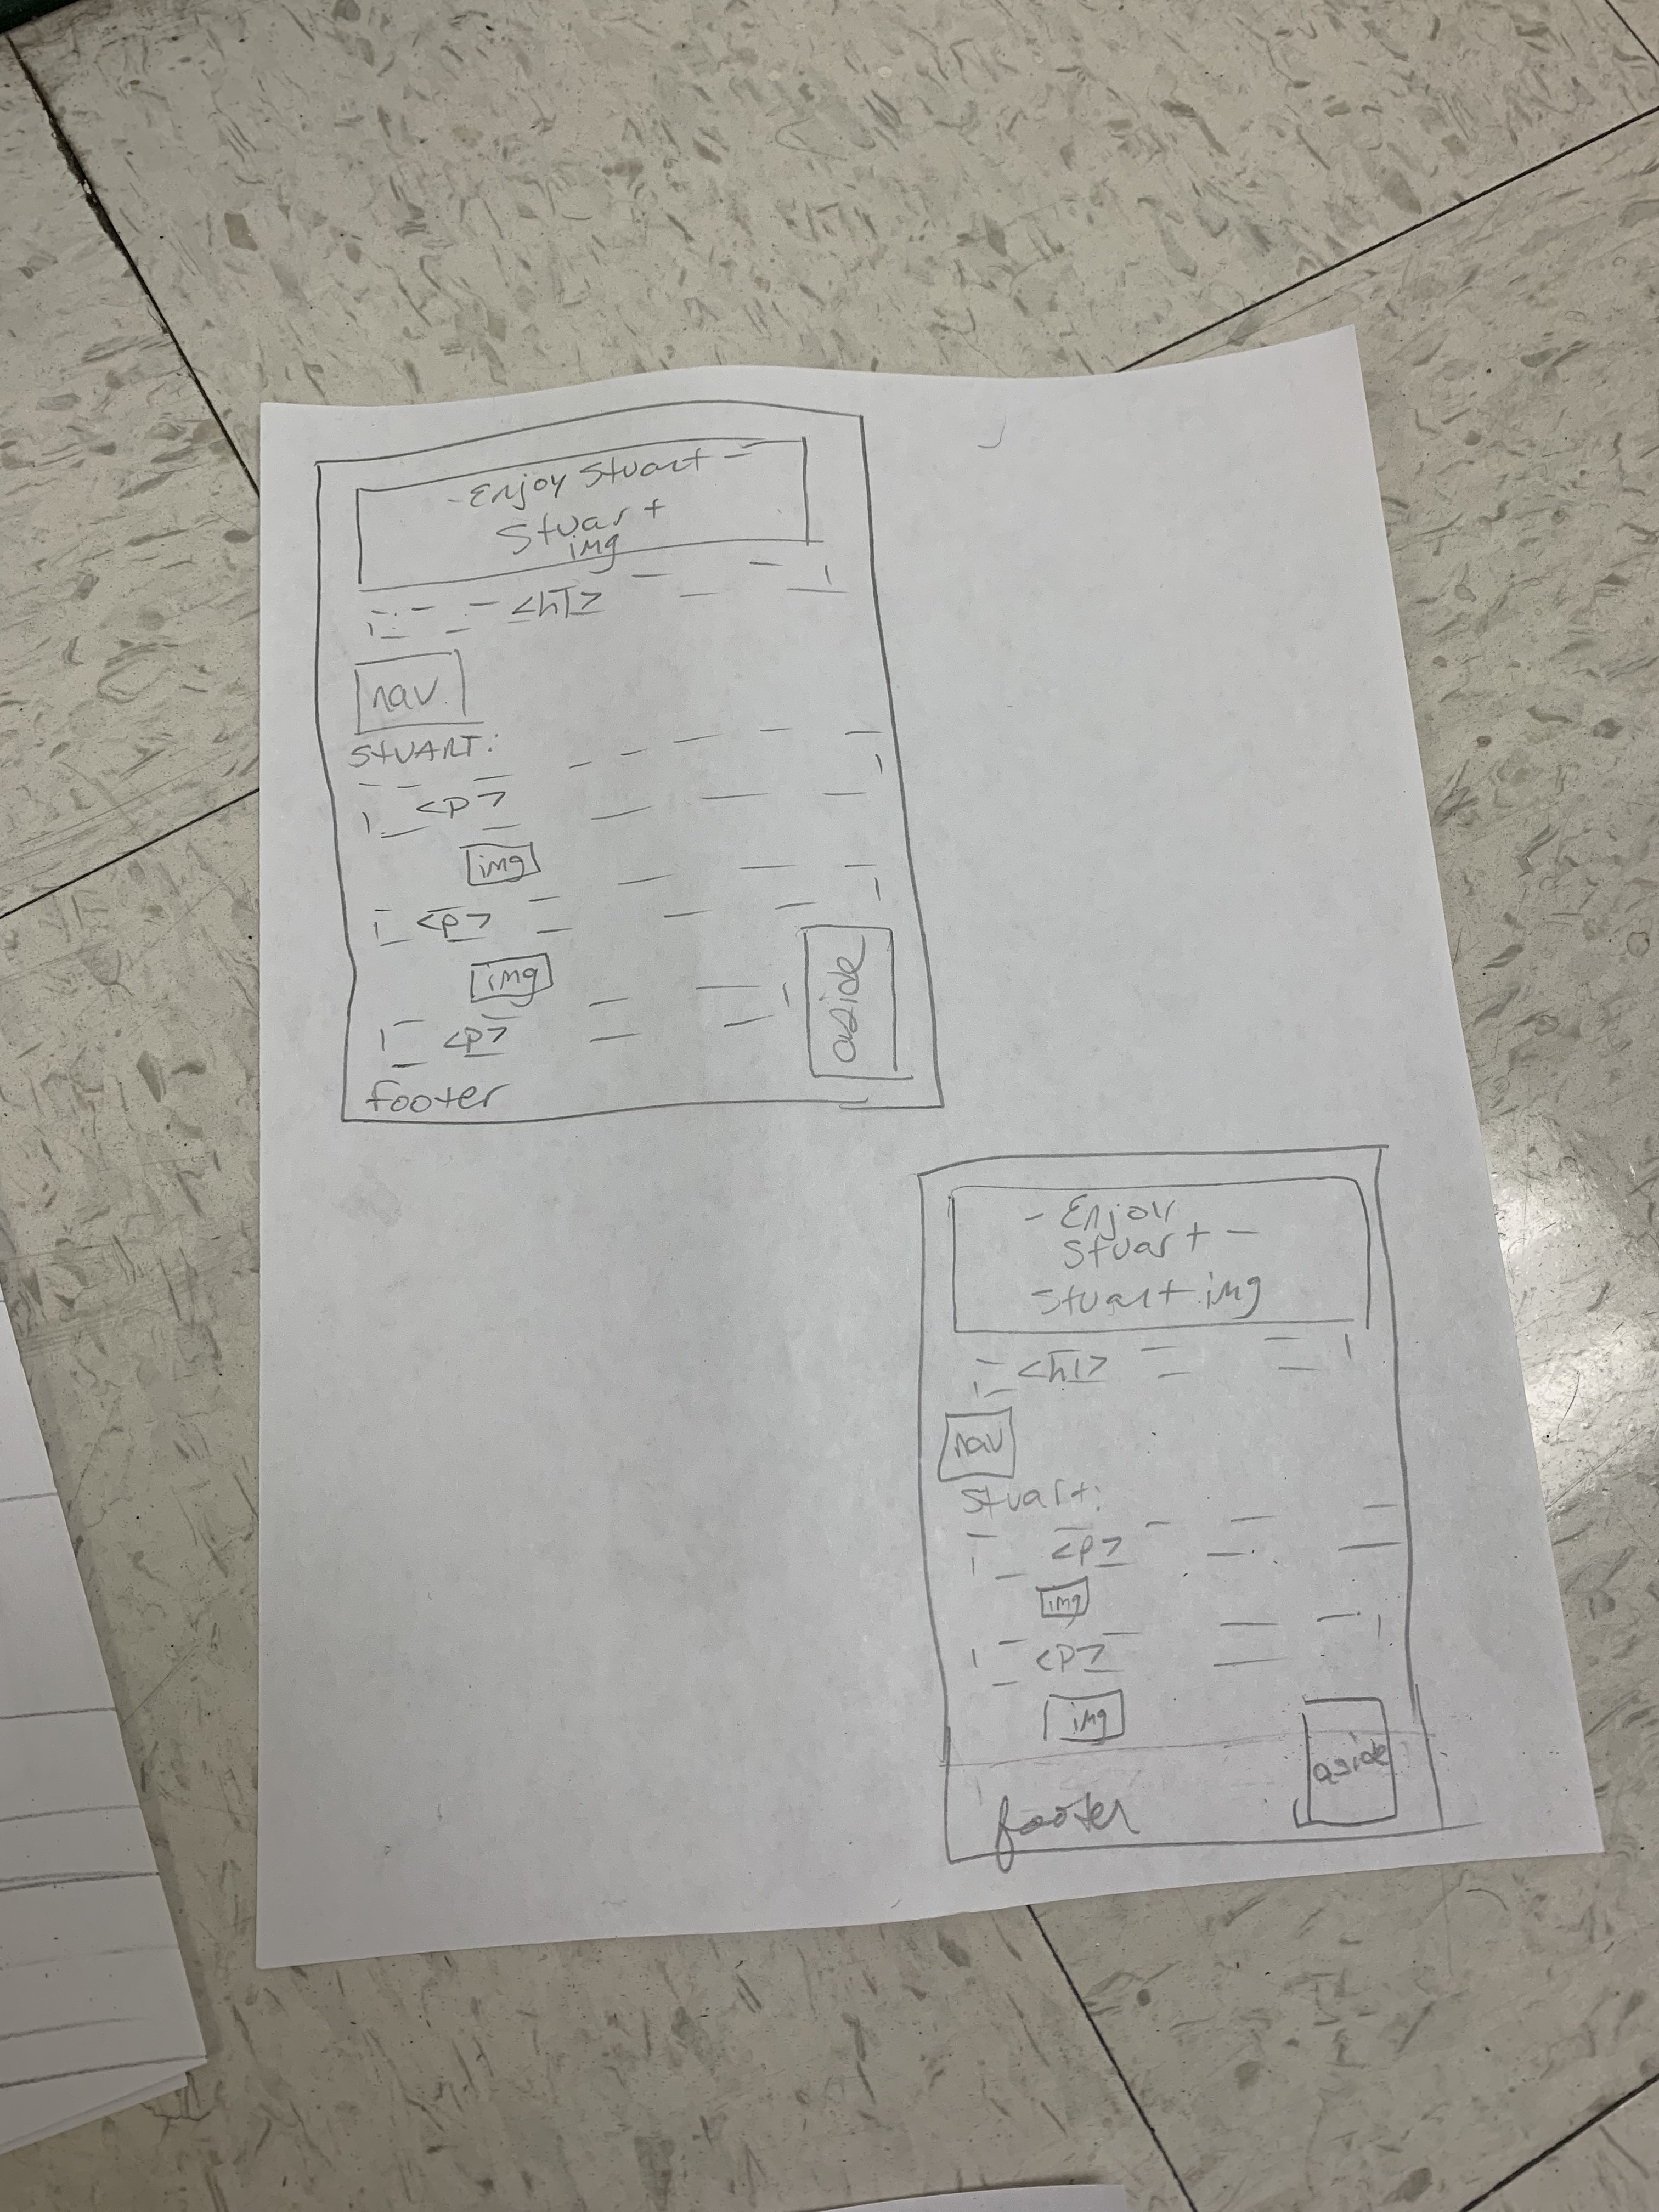 - Enjoy Stuart -
Stuart
img
<h1>
nav
STUART:
<p>
img
<p>
img
<p>
aside
footer
- Enjoy
Stuart -
Stuart img
<h1>
nav
Stuart:
<p>
img
<p>
img
aside
footer